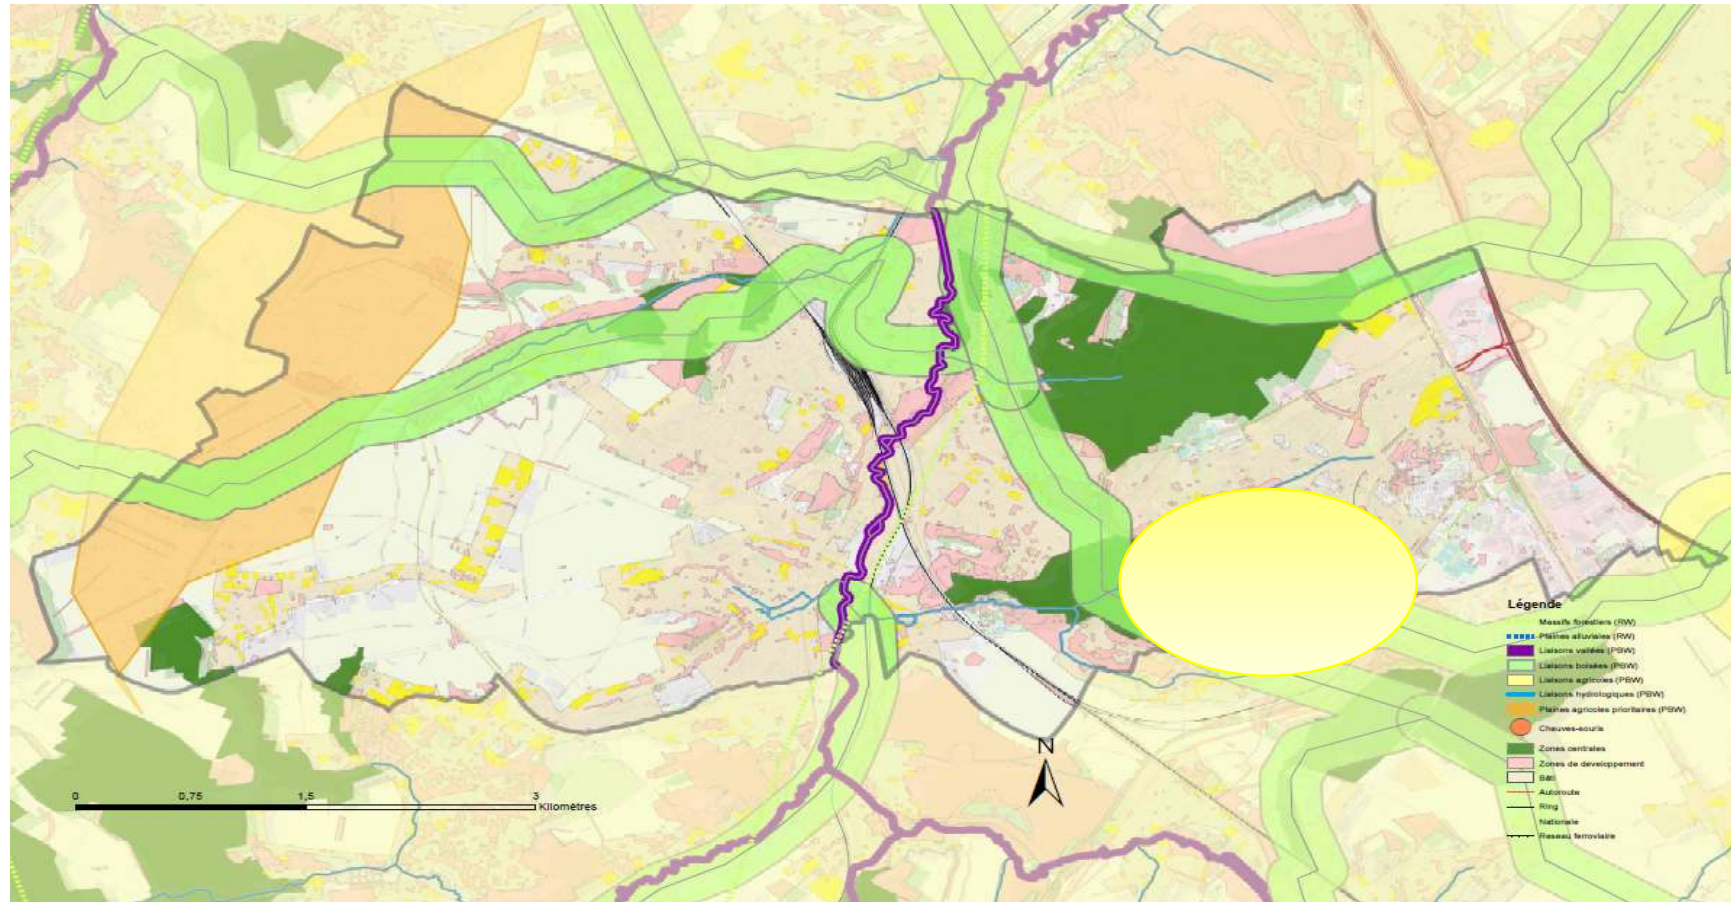 N
0 0,75 1,5 3
Kilomètres
Légende
Massifs forestiers (RW)
Plaines alluviales (RW)
Liaisons vallées (PBW)
Liaisons boisées (PBW)
Liaisons agricoles (PBW)
Liaisons hydrologiques (PBW)
Plaines agricoles prioritaires (PBW)
Chauves-souris
Zones centrales
Zones de developpement
Bâti
Autoroute
Ring
Nationale
Reseau ferroviaire